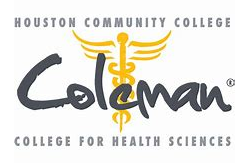 HOUSTON COMMUNITY COLLEGE
Coleman®
COLLEGE FOR HEALTH SCIENCES